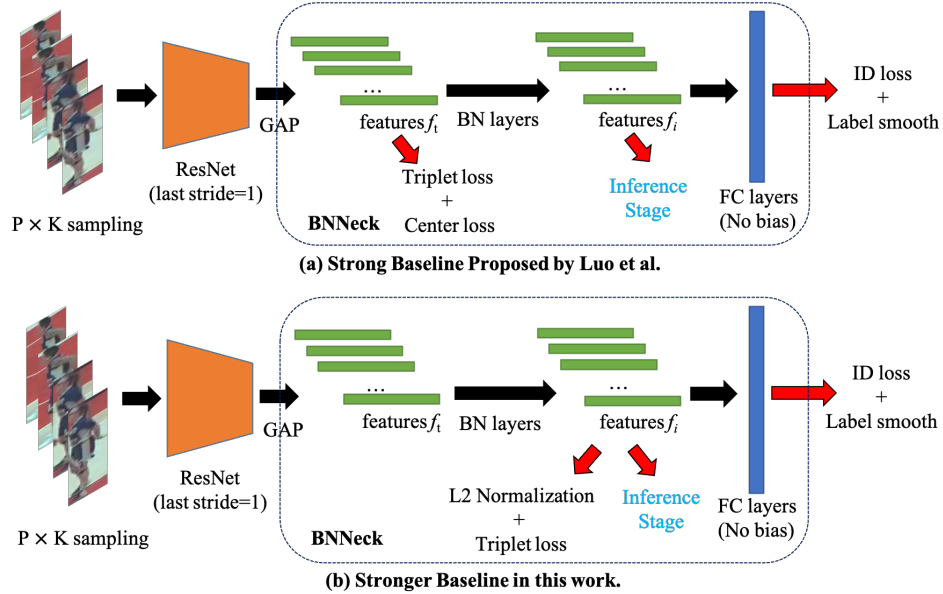 GAP
...
features f_t
BN layers
...
features f_i
ID loss
+
Label smooth
ResNet
(last stride=1)
P × K sampling
Triplet loss
+
Center loss
Inference
Stage
FC layers
(No bias)
BNNeck
(a) Strong Baseline Proposed by Luo et al.
GAP
...
features f_t
BN layers
...
features f_i
ID loss
+
Label smooth
ResNet
(last stride=1)
P × K sampling
L2 Normalization
+
Triplet loss
Inference
Stage
FC layers
(No bias)
BNNeck
(b) Stronger Baseline in this work.